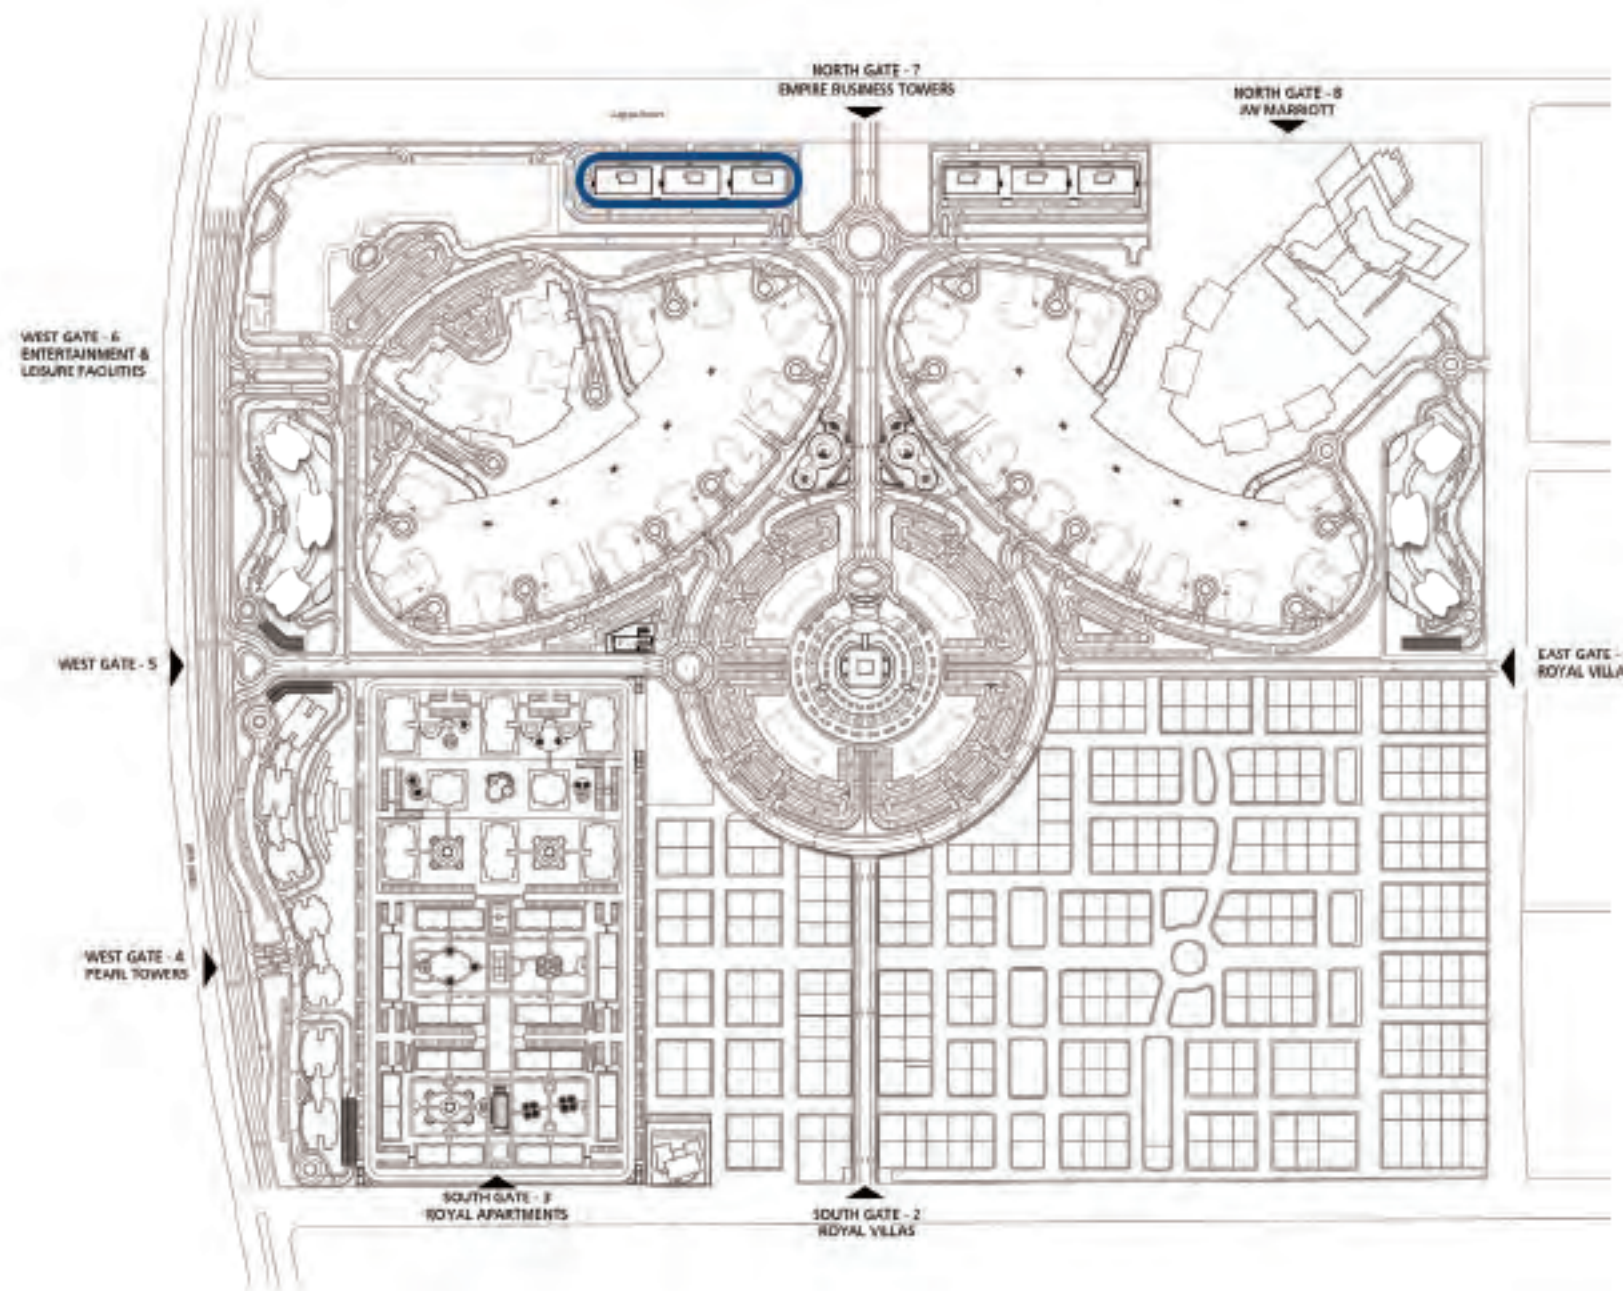 NORTH GATE - 7
EMPIRE BUSINESS TOWERS
NORTH GATE - 8
JW MARRIOTT
WEST GATE - 6
ENTERTAINMENT &
LEISURE FACILITIES
WEST GATE - 5
EAST GATE -
ROYAL VILLA
WEST GATE - 4
PEARL TOWERS
SOUTH GATE - 3
ROYAL APARTMENTS
SOUTH GATE - 2
ROYAL VILLAS